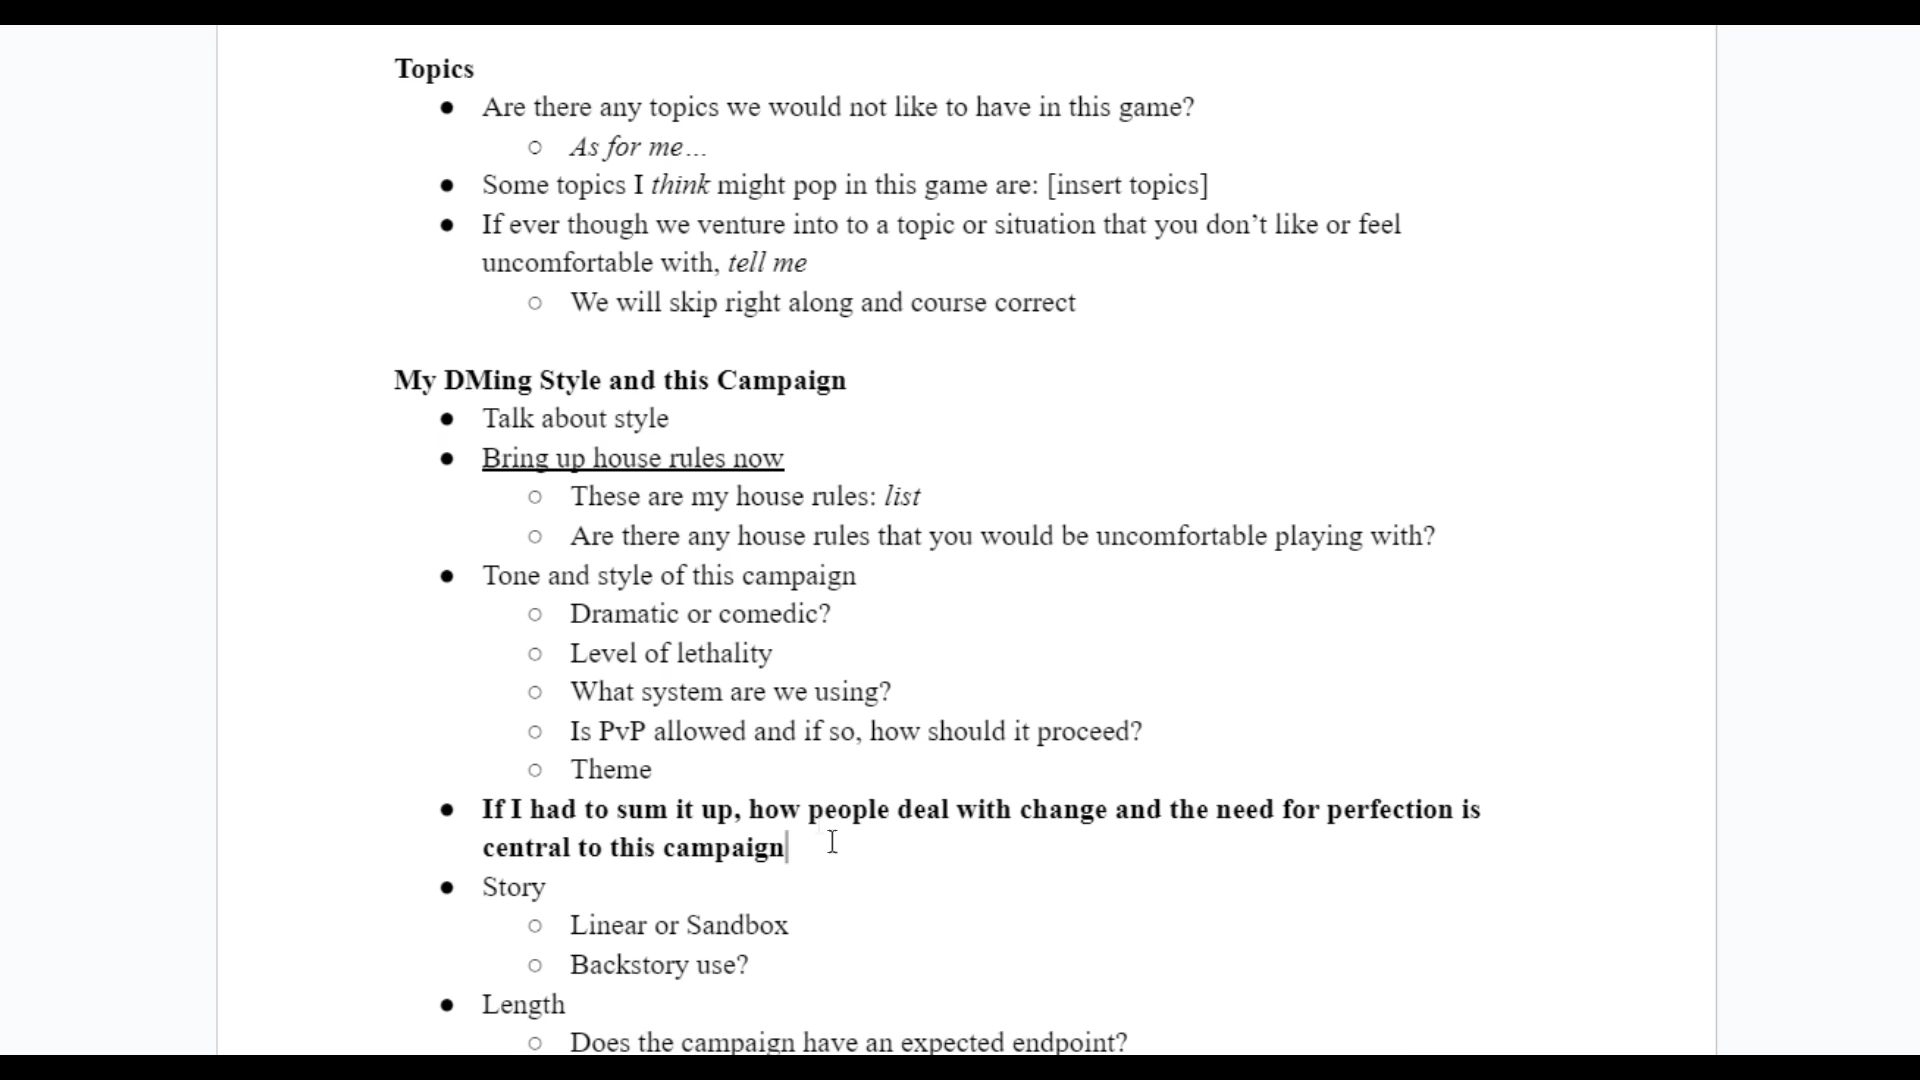 Topics
● Are there any topics we would not like to have in this game?
○ As for me...
● Some topics I think might pop in this game are: [insert topics]
● If ever though we venture into to a topic or situation that you don’t like or feel
uncomfortable with, tell me
○ We will skip right along and course correct
My DMing Style and this Campaign
● Talk about style
● Bring up house rules now
○ These are my house rules: list
○ Are there any house rules that you would be uncomfortable playing with?
● Tone and style of this campaign
○ Dramatic or comedic?
○ Level of lethality
○ What system are we using?
○ Is PvP allowed and if so, how should it proceed?
○ Theme
● If I had to sum it up, how people deal with change and the need for perfection is
central to this campaign
● Story
○ Linear or Sandbox
○ Backstory use?
● Length
○ Does the campaign have an expected endpoint?